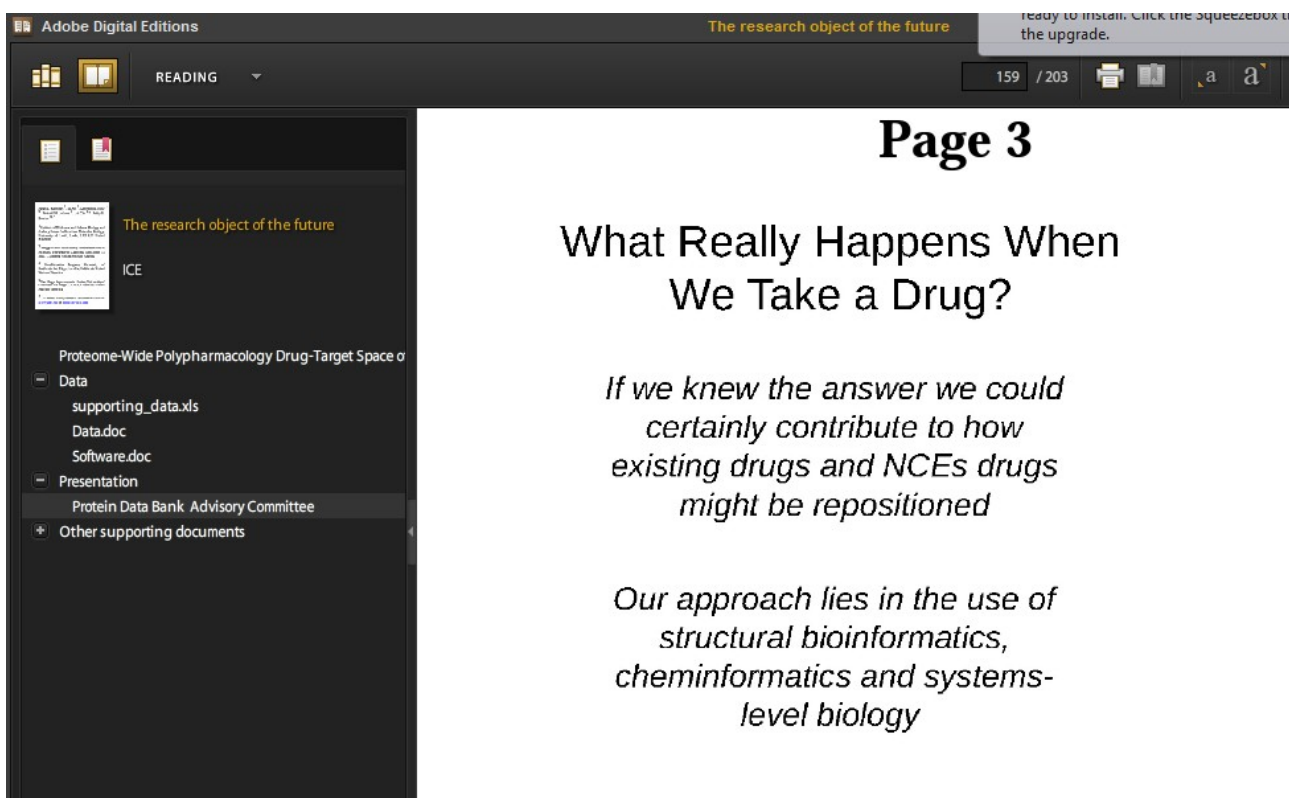 Adobe Digital Editions
The research object of the future
ready to install. Click the Squeezebox
the upgrade.
READING
159 / 203
a a
The research object of the future
ICE
Proteome-Wide Polypharmacology Drug-Target Space
Data
supporting_data.xls
Data.doc
Software.doc
Presentation
Protein Data Bank Advisory Committee
Other supporting documents
Page 3
What Really Happens When
We Take a Drug?
If we knew the answer we could
certainly contribute to how
existing drugs and NCEs drugs
might be repositioned
Our approach lies in the use of
structural bioinformatics,
cheminformatics and systems-
level biology